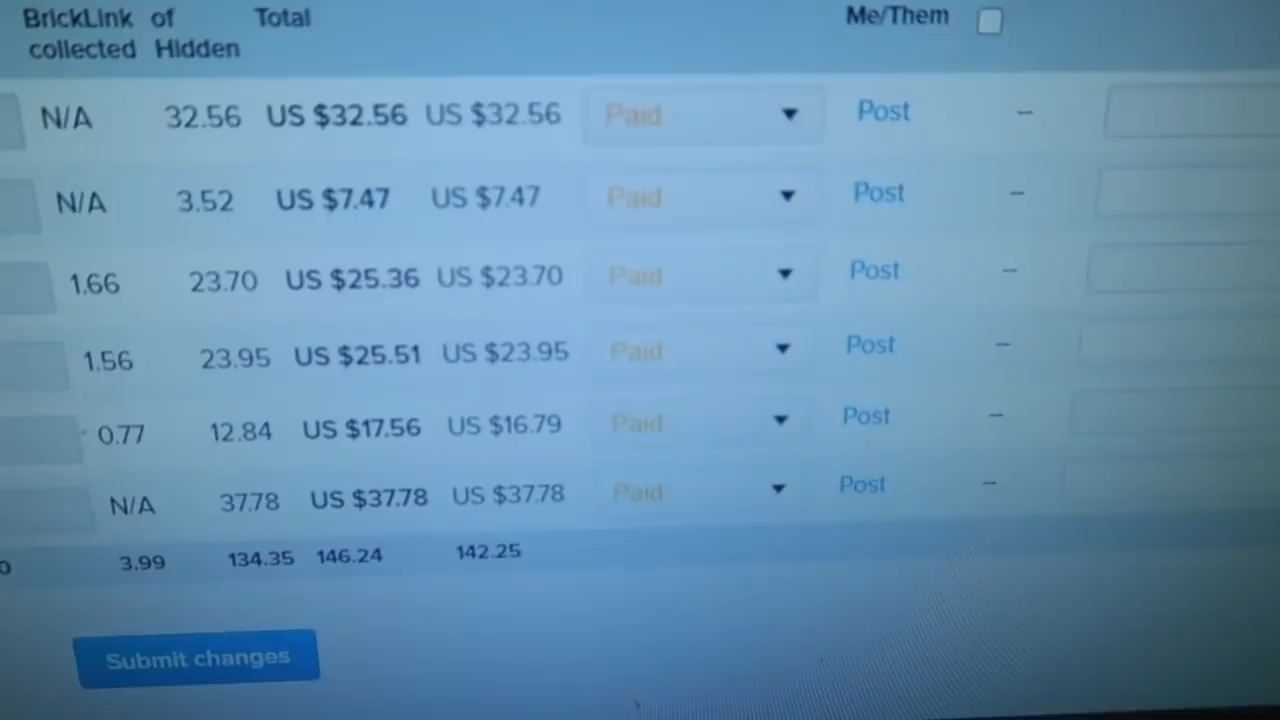 BrickLink of Total Me/Them
collected Hidden
N/A 32.56 US $32.56 US $32.56 Paid Post --
N/A 3.52 US $7.47 US $7.47 Paid Post --
1.66 23.70 US $25.36 US $23.70 Paid Post --
1.56 23.95 US $25.51 US $23.95 Paid Post --
0.77 12.84 US $17.56 US $16.79 Paid Post --
N/A 37.78 US $37.78 US $37.78 Paid Post --
3.99 134.35 146.24 142.25
Submit changes